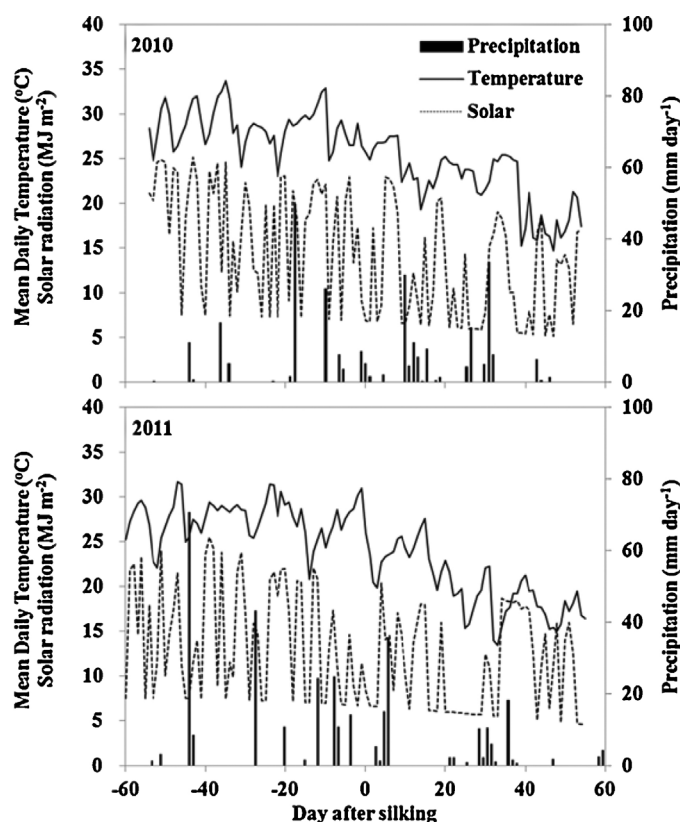 40
35
30
25
20
15
10
5
0
Mean Daily Temperature (°C)
Solar radiation (MJ m⁻²)
2010
Precipitation
Temperature
Solar
100
80
60
40
20
0
Precipitation (mm day⁻¹)
40
35
30
25
20
15
10
5
0
Mean Daily Temperature (°C)
Solar radiation (MJ m⁻²)
2011
100
80
60
40
20
0
Precipitation (mm day⁻¹)
-60 -40 -20 0 20 40 60
Day after silking